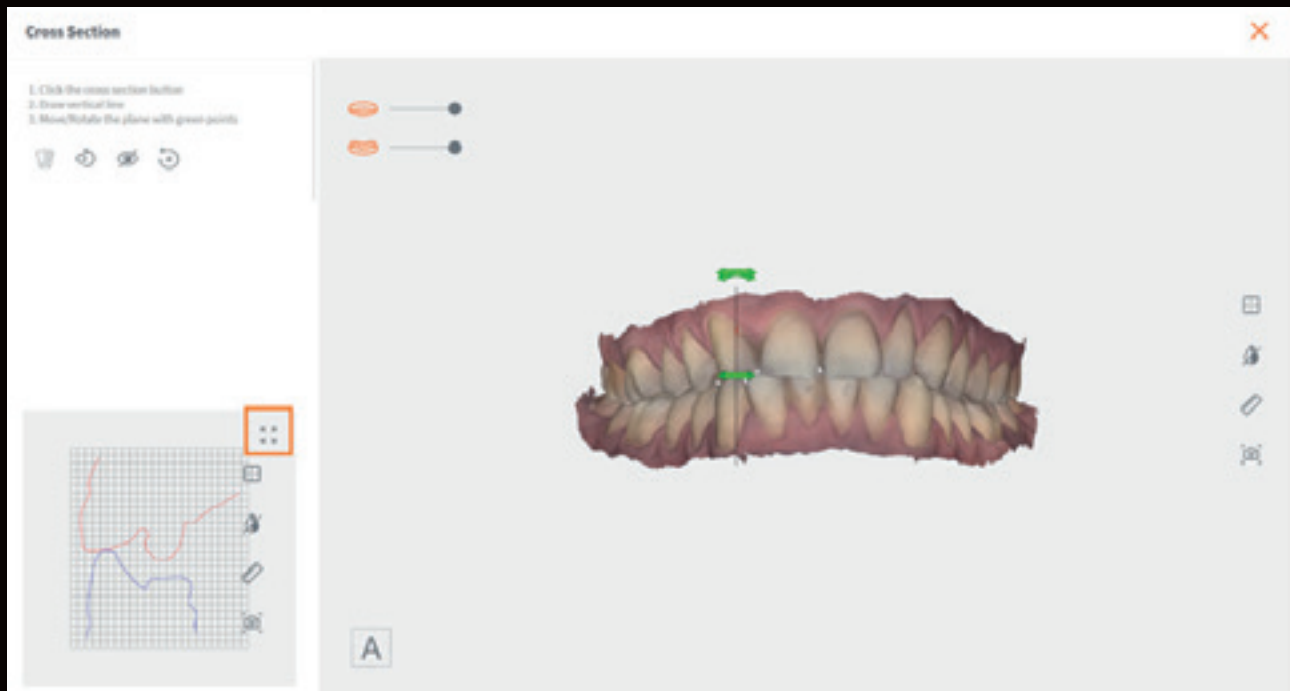 Cross Section
1. Click the cross section button
2. Draw vertical line
3. Move/Rotate the plane with green points
A